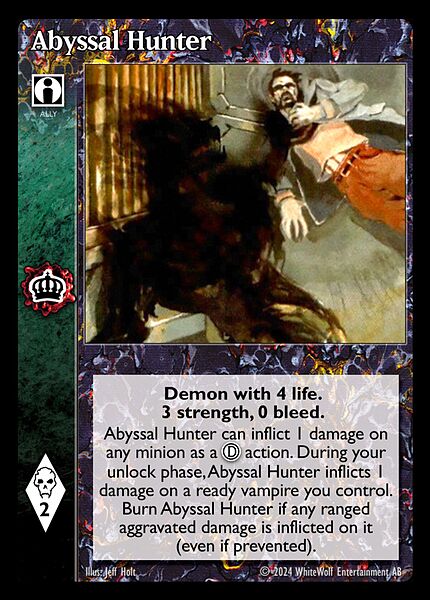 Abyssal Hunter
ALLY
Demon with 4 life.
3 strength, 0 bleed.
Abyssal Hunter can inflict 1 damage on
any minion as a Ⓓ action. During your
unlock phase, Abyssal Hunter inflicts 1
damage on a ready vampire you control.
Burn Abyssal Hunter if any ranged
aggravated damage is inflicted on it
(even if prevented).
2
Illus: Jeff Holt
© 2024 WhiteWolf Entertainment AB